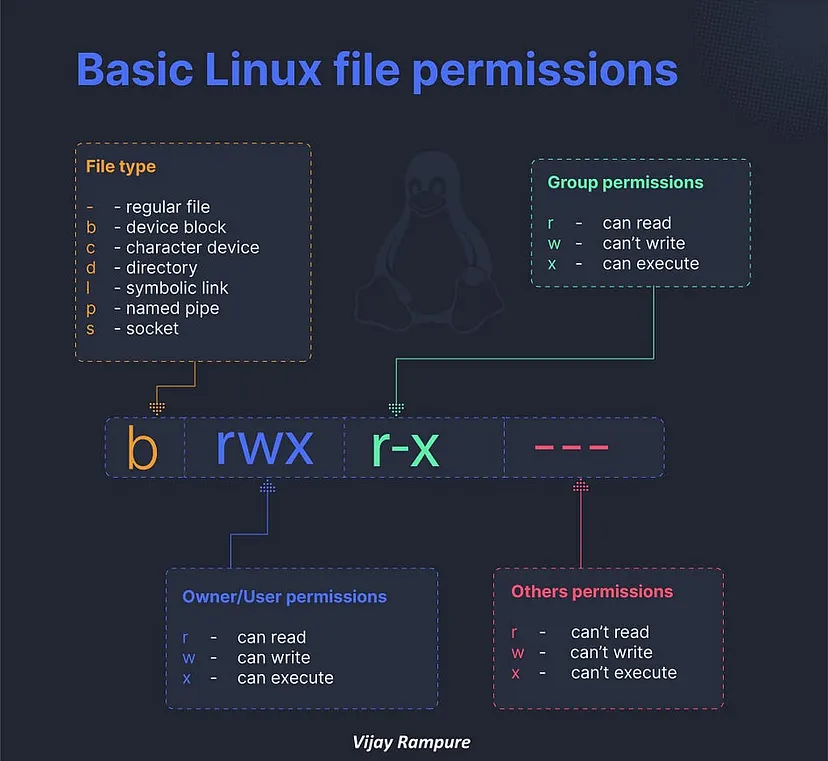 Basic Linux file permissions
File type
- - regular file
b - device block
c - character device
d - directory
l - symbolic link
p - named pipe
s - socket
Group permissions
r - can read
w - can't write
x - can execute
b rwx r-x ---
Owner/User permissions
r - can read
w - can write
x - can execute
Others permissions
r - can't read
w - can't write
x - can't execute
Vijay Rampure